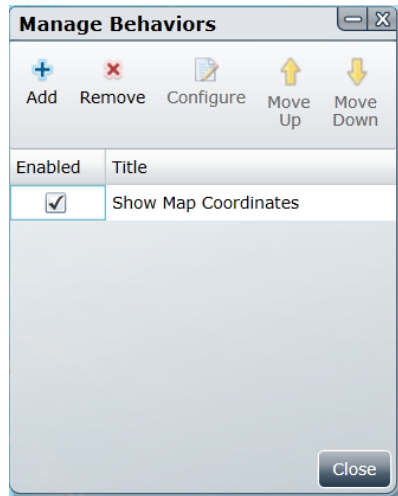 Manage Behaviors
Add Remove Configure Move Up Move Down
Enabled Title
Show Map Coordinates
Close